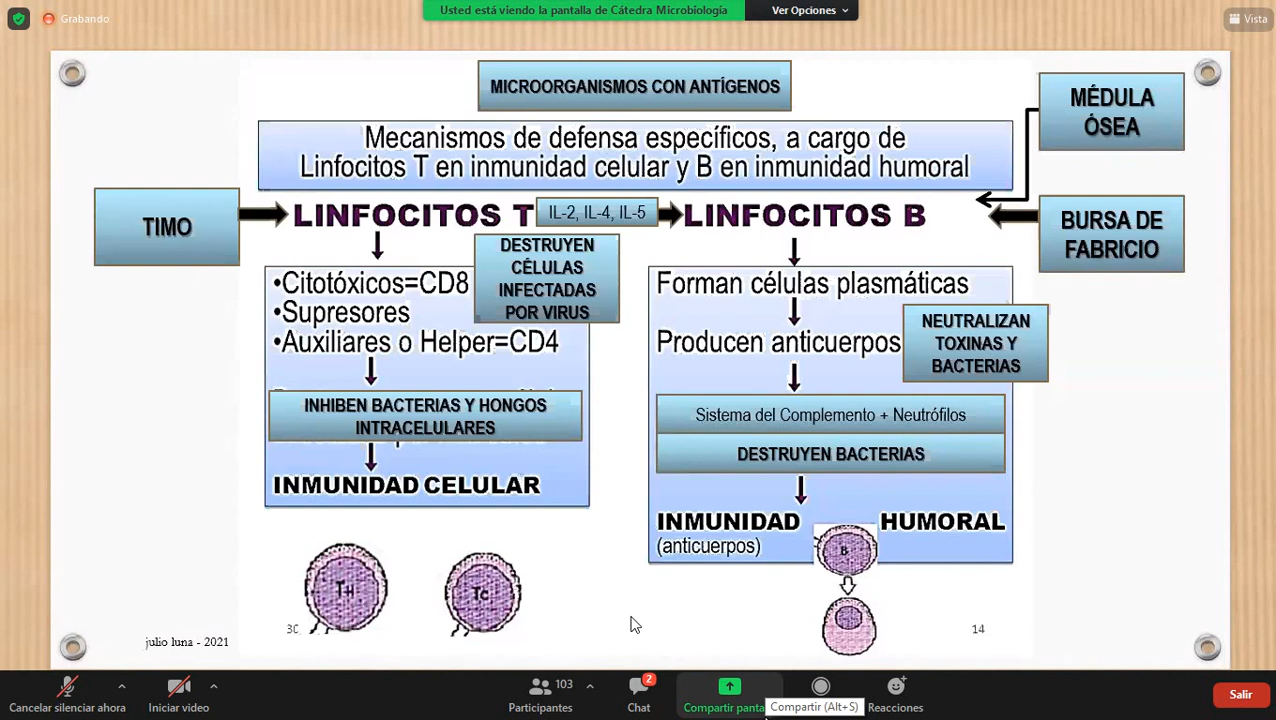 Grabando
Usted está viendo la pantalla de Cátedra Microbiología
Ver Opciones
Vista
MICROORGANISMOS CON ANTÍGENOS
MÉDULA
ÓSEA
Mecanismos de defensa específicos, a cargo de
Linfocitos T en inmunidad celular y B en inmunidad humoral
TIMO
LINFOCITOS T
IL-2, IL-4, IL-5
LINFOCITOS B
BURSA DE
FABRICIO
•Citotóxicos=CD8
•Supresores
•Auxiliares o Helper=CD4
DESTRUYEN
CÉLULAS
INFECTADAS
POR VIRUS
INHIBEN BACTERIAS Y HONGOS
INTRACELULARES
INMUNIDAD CELULAR
Forman células plasmáticas
Producen anticuerpos
NEUTRALIZAN
TOXINAS Y
BACTERIAS
Sistema del Complemento + Neutrófilos
DESTRUYEN BACTERIAS
INMUNIDAD HUMORAL
(anticuerpos)
B
TH
Tc
30
14
julio luna - 2021
Cancelar silenciar ahora
Iniciar video
103
Participantes
2
Chat
Compartir panta
Compartir (Alt+S)
Reacciones
Salir